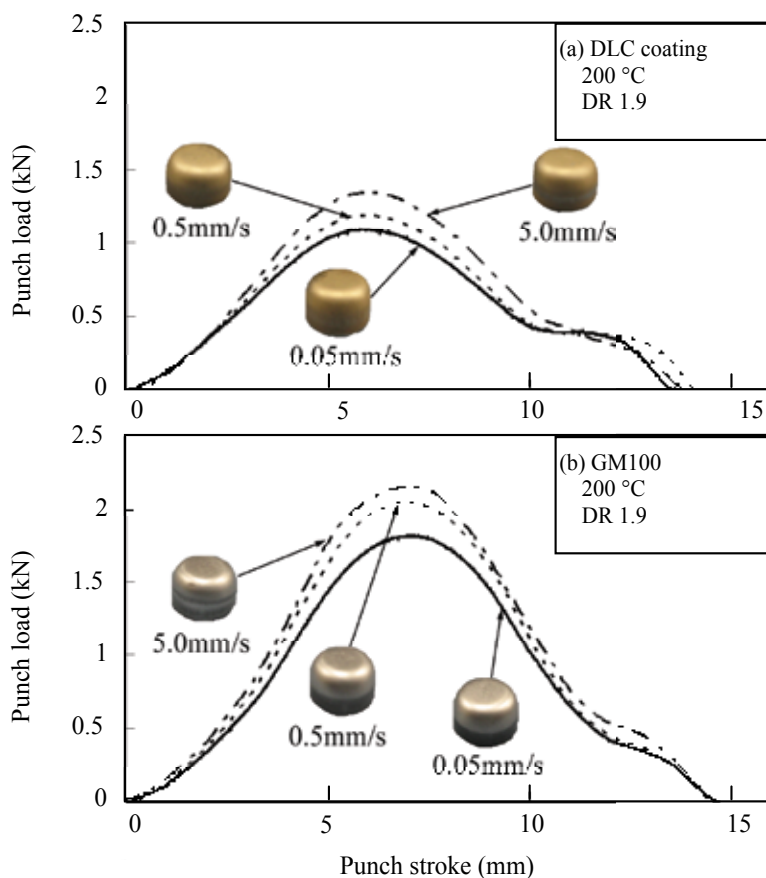 2.5
(a) DLC coating
200 °C
DR 1.9
2
1.5
1
0.5
0
Punch load (kN)
0.5mm/s
5.0mm/s
0.05mm/s
0
5
10
15
2.5
(b) GM100
200 °C
DR 1.9
2
1.5
1
0.5
0
Punch load (kN)
5.0mm/s
0.5mm/s
0.05mm/s
0
5
10
15
Punch stroke (mm)